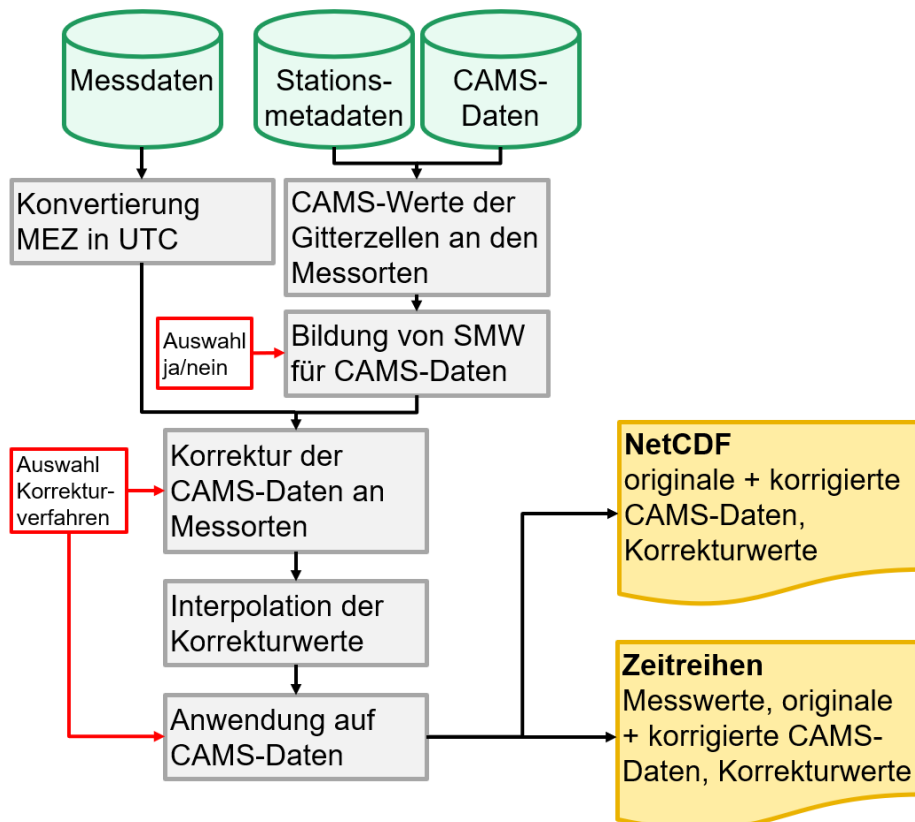 Messdaten
Stations-
metadaten
CAMS-
Daten
Konvertierung
MEZ in UTC
CAMS-Werte der
Gitterzellen an den
Messorten
Auswahl
ja/nein
Bildung von SMW
für CAMS-Daten
Auswahl
Korrektur-
verfahren
Korrektur der
CAMS-Daten an
Messorten
Interpolation der
Korrekturwerte
Anwendung auf
CAMS-Daten
NetCDF
originale + korrigierte
CAMS-Daten,
Korrekturwerte
Zeitreihen
Messwerte, originale
+ korrigierte CAMS-
Daten, Korrekturwerte